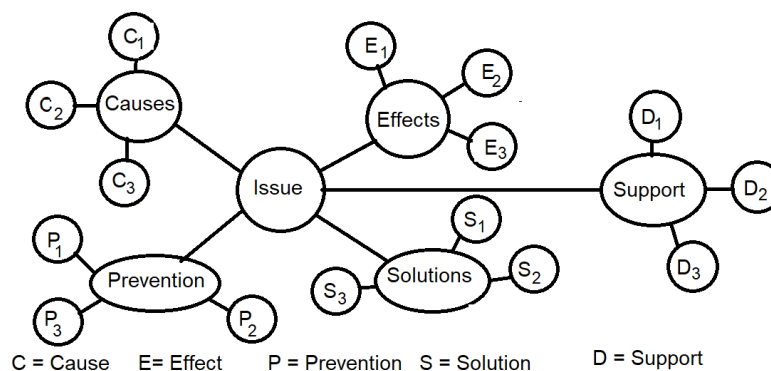 C₁
C₂
Causes
C₃
E₁
E₂
Effects
E₃
D₁
Issue
Support
D₂
D₃
P₁
Prevention
P₃
P₂
S₁
Solutions
S₂
S₃
C = Cause E= Effect P = Prevention S = Solution D = Support